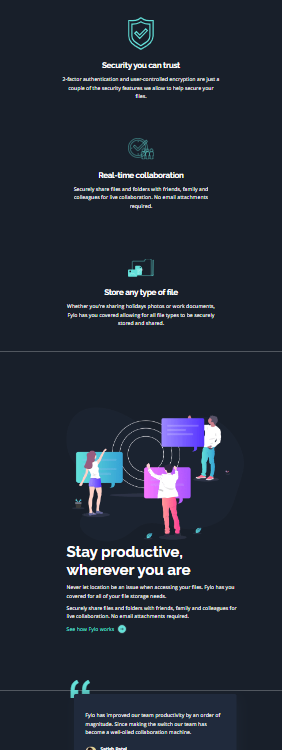 Security you can trust
2-factor authentication and user-controlled encryption are just a
couple of the security features we allow to help secure your
files.
Real-time collaboration
Securely share files and folders with friends, family and
colleagues for live collaboration. No email attachments
required.
Store any type of file
Whether you're sharing holidays photos or work documents,
Fylo has you covered allowing for all file types to be securely
stored and shared.
Stay productive,
wherever you are
Never let location be an issue when accessing your files. Fylo has you
covered for all of your file storage needs.
Securely share files and folders with friends, family and colleagues for
live collaboration. No email attachments required.
See how Fylo works
Fylo has improved our team productivity by an order of
magnitude. Since making the switch our team has
become a well-oiled collaboration machine.
Satish Patel